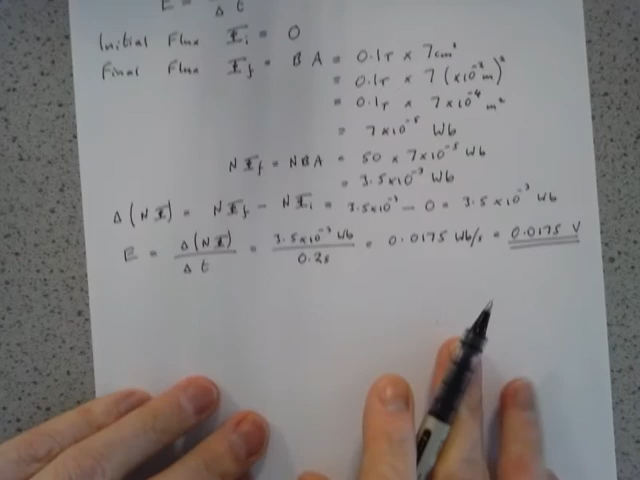 E =
Δ t
Initial Flux Φi = 0
Final Flux Φf = BA = 0.1T × 7cm²
= 0.1T × 7 (×10⁻² m)²
= 0.1T × 7×10⁻⁴ m²
= 7×10⁻⁵ Wb
NΦf = NBA = 50 × 7×10⁻⁵ Wb
= 3.5×10⁻³ Wb
Δ(NΦ) = NΦf − NΦi = 3.5×10⁻³ − 0 = 3.5×10⁻³ Wb
E = Δ(NΦ) / Δt = 3.5×10⁻³ Wb / 0.2s = 0.0175 Wb/s = 0.0175 V